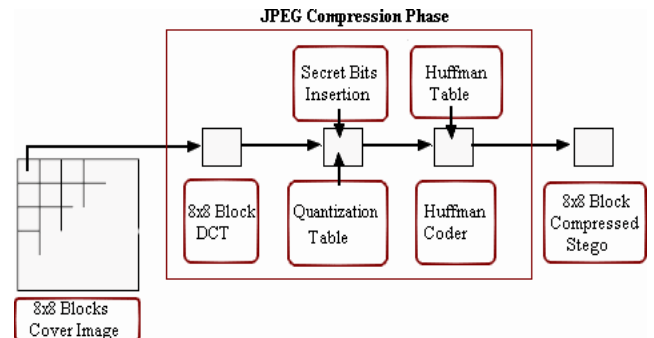 JPEG Compression Phase
Secret Bits
Insertion
Huffman
Table
8x8 Block
DCT
Quantization
Table
Huffman
Coder
8x8 Block
Compressed
Stego
8x8 Blocks
Cover Image